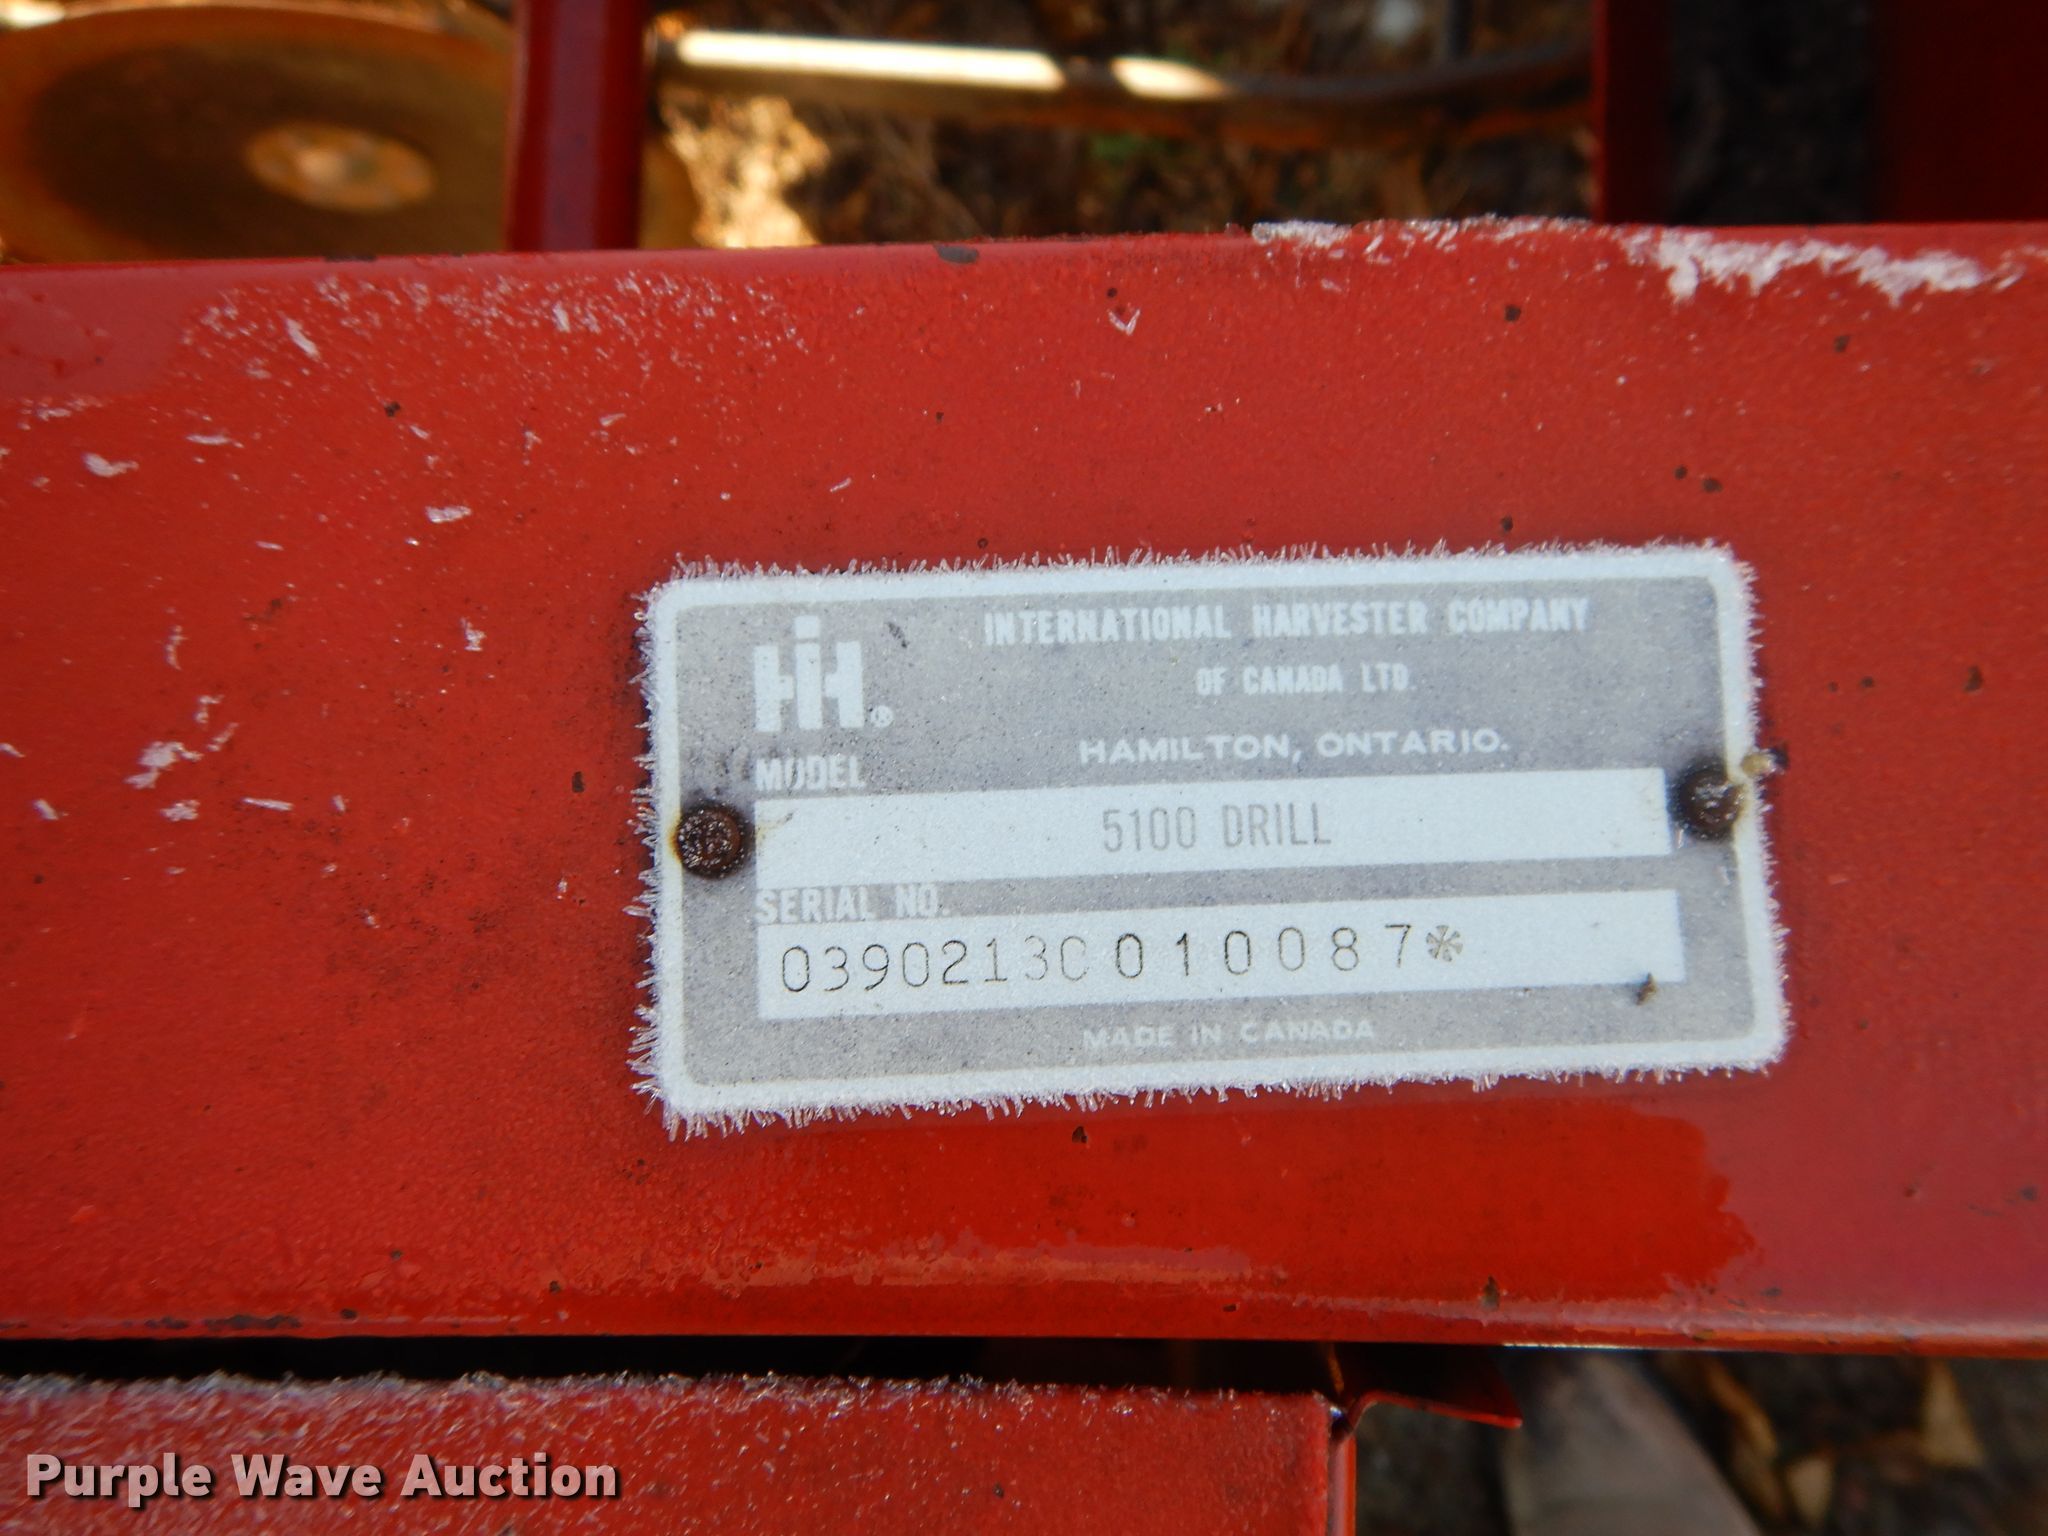 IH®
INTERNATIONAL HARVESTER COMPANY
OF CANADA LTD.
HAMILTON, ONTARIO.
MODEL
5100 DRILL
SERIAL NO.
0390213C010087*
MADE IN CANADA
Purple Wave Auction